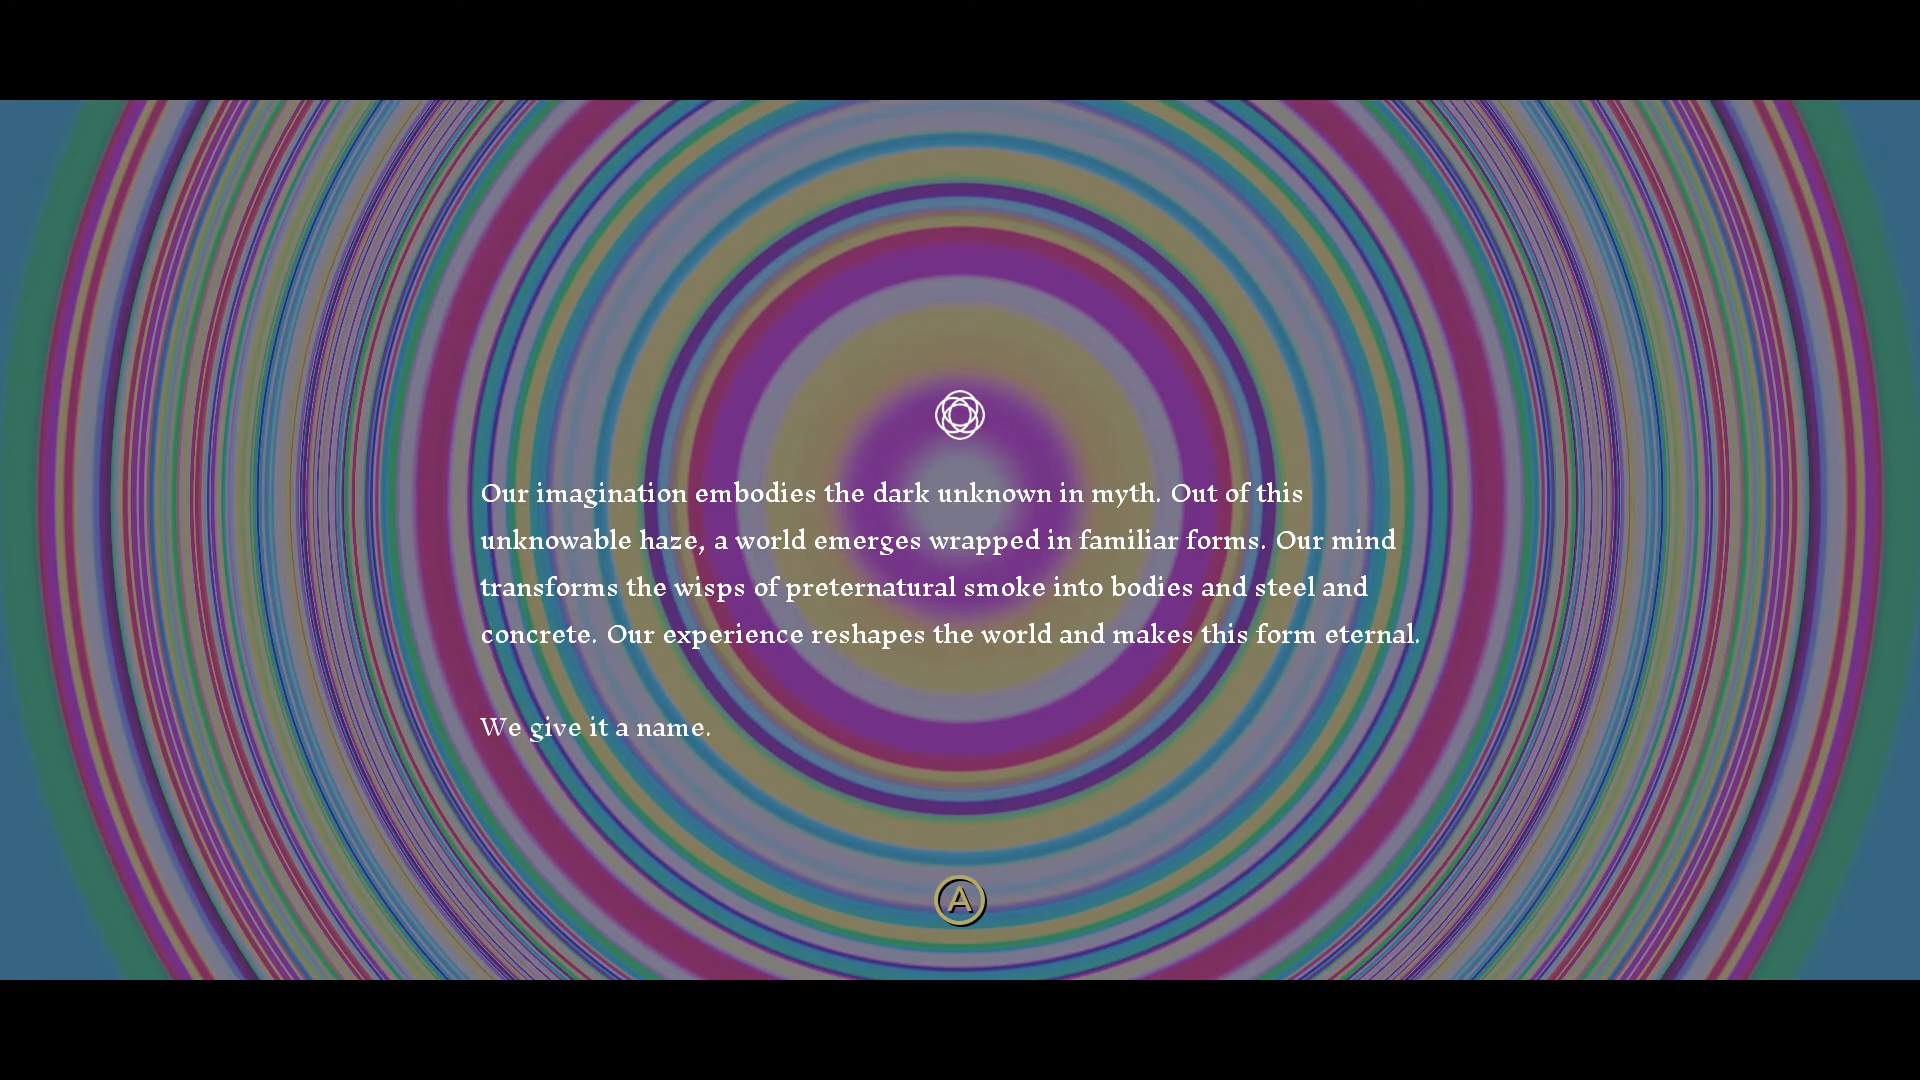 Our imagination embodies the dark unknown in myth. Out of this
unknowable haze, a world emerges wrapped in familiar forms. Our mind
transforms the wisps of preternatural smoke into bodies and steel and
concrete. Our experience reshapes the world and makes this form eternal.
We give it a name.
A